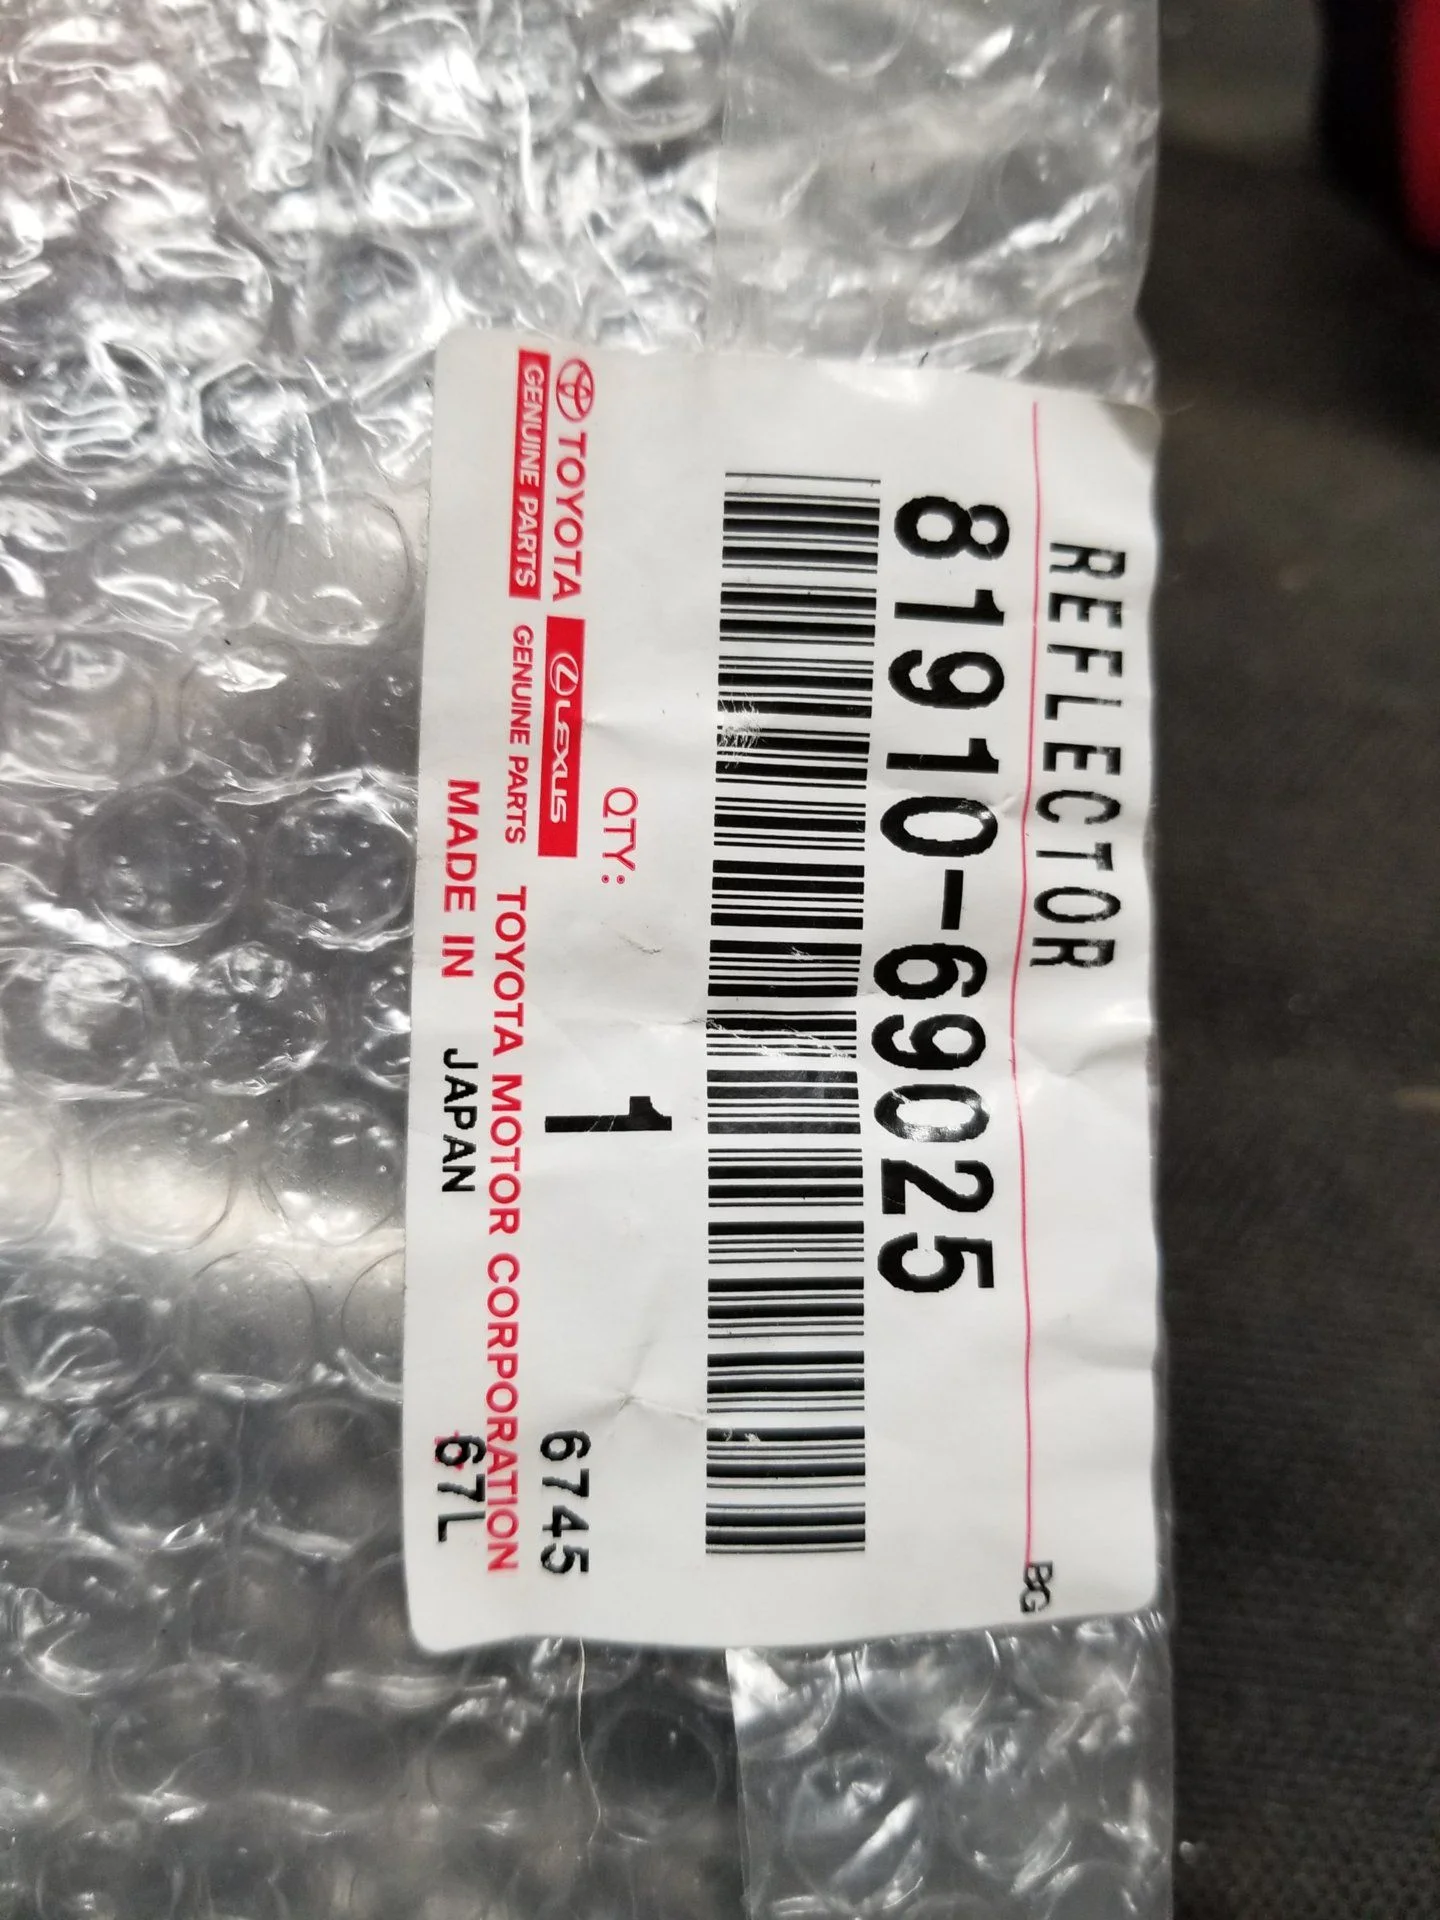 REFLECTOR
BG
81910-69025
QTY: 1
TOYOTA
GENUINE PARTS
LEXUS
GENUINE PARTS
6745
TOYOTA MOTOR CORPORATION
MADE IN JAPAN
67L